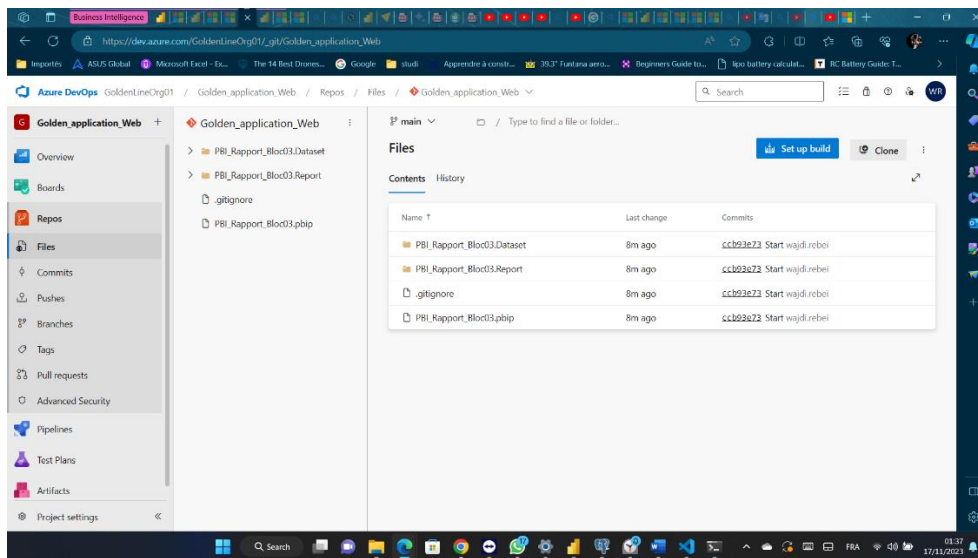 Business Intelligence
https://dev.azure.com/GoldenLineOrg01/_git/Golden_application_Web
Importés ASUS Global Microsoft Excel - Ex... The 14 Best Drones... Google studi Apprendre à constr... 39.3" Funtana aero... Beginners Guide to... lipo battery calculat... RC Battery Guide: T...
Azure DevOps GoldenLineOrg01 / Golden_application_Web / Repos / Files / Golden_application_Web Search WR
G Golden_application_Web +
Overview
Boards
Repos
Files
Commits
Pushes
Branches
Tags
Pull requests
Advanced Security
Pipelines
Test Plans
Artifacts
Project settings
Golden_application_Web
PBI_Rapport_Bloc03.Dataset
PBI_Rapport_Bloc03.Report
.gitignore
PBI_Rapport_Bloc03.pbip
main / Type to find a file or folder...
Files Set up build Clone
Contents History
Name ↑ Last change Commits
PBI_Rapport_Bloc03.Dataset 8m ago ccb93e73 Start wajdi.rebei
PBI_Rapport_Bloc03.Report 8m ago ccb93e73 Start wajdi.rebei
.gitignore 8m ago ccb93e73 Start wajdi.rebei
PBI_Rapport_Bloc03.pbip 8m ago ccb93e73 Start wajdi.rebei
Search FRA 01:37
17/11/2023